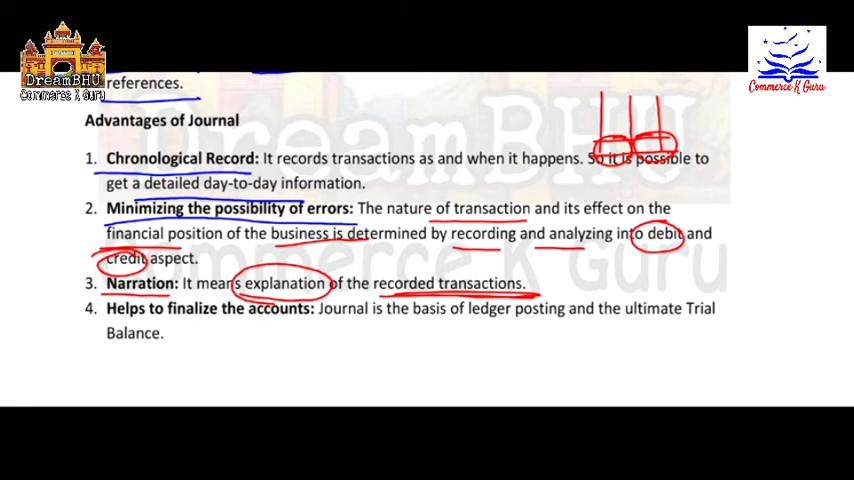 DreamBHU
Commerce K Guru
Commerce K Guru
references.
Advantages of Journal
1. Chronological Record: It records transactions as and when it happens. So it is possible to
get a detailed day-to-day information.
2. Minimizing the possibility of errors: The nature of transaction and its effect on the
financial position of the business is determined by recording and analyzing into debit and
credit aspect.
3. Narration: It means explanation of the recorded transactions.
4. Helps to finalize the accounts: Journal is the basis of ledger posting and the ultimate Trial
Balance.
DreamBHU
Commerce K Guru